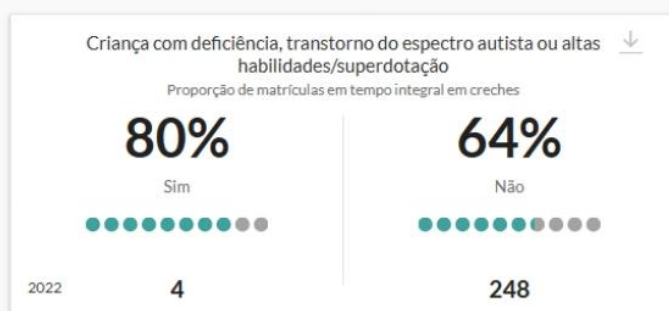 Criança com deficiência, transtorno do espectro autista ou altas
habilidades/superdotação
Proporção de matrículas em tempo integral em creches
80%
64%
Sim
Não
2022
4
248